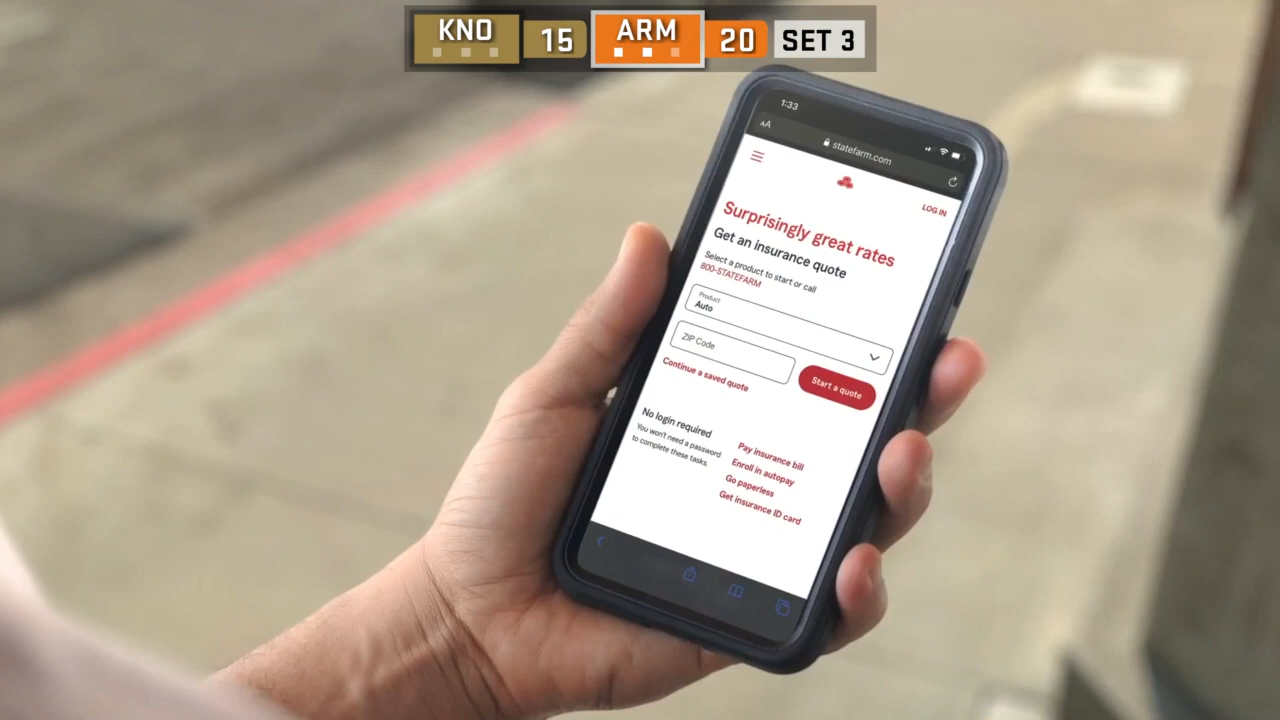 KNO 15 ARM 20 SET 3
1:33
AA
statefarm.com
LOG IN
Surprisingly great rates
Get an insurance quote
Select a product to start or call
800-STATEFARM
Product
Auto
ZIP Code
Start a quote
Continue a saved quote
No login required
You won't need a password
to complete these tasks.
Pay insurance bill
Enroll in autopay
Go paperless
Get insurance ID card